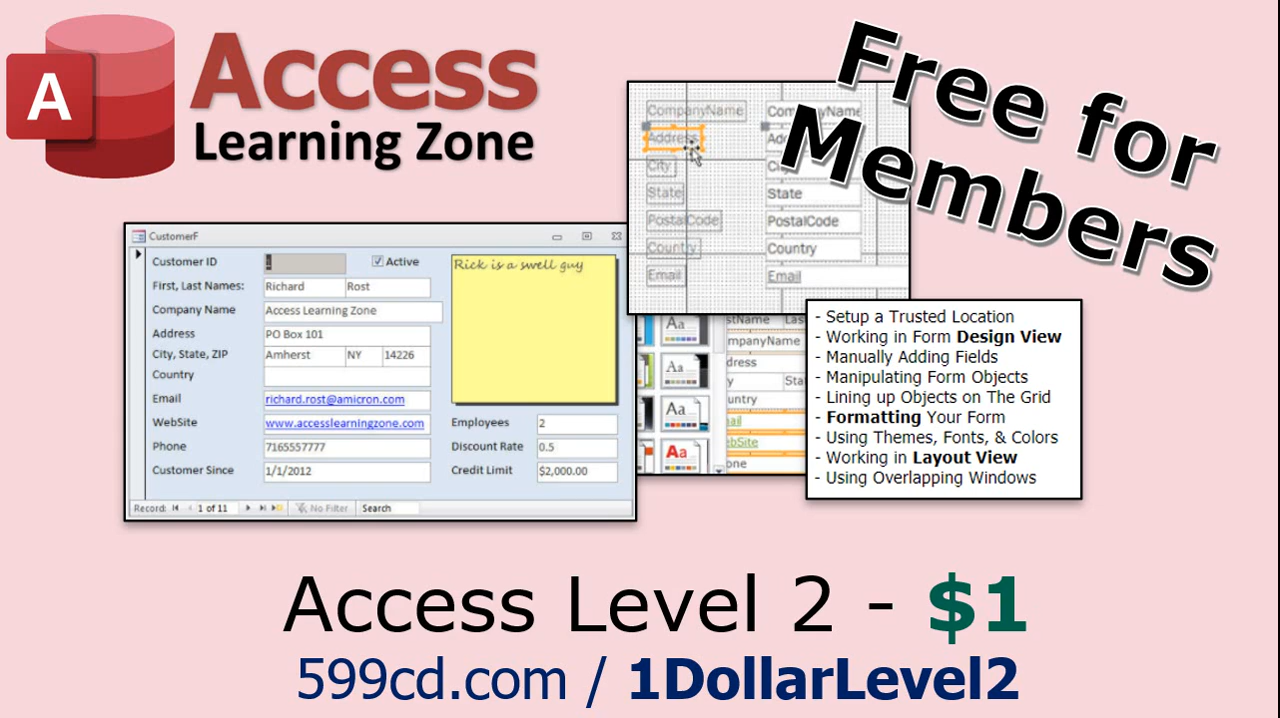 A
Access
Learning Zone
Free for
Members
CompanyName CompanyName
Address
City
State State
PostalCode PostalCode
Country Country
Email Email
CustomerF
Customer ID
Active
First, Last Names: Richard Rost
Company Name Access Learning Zone
Address PO Box 101
City, State, ZIP Amherst NY 14226
Country
Email richard.rost@amicron.com
WebSite www.accesslearningzone.com
Phone 7165557777
Customer Since 1/1/2012
Rick is a swell guy
Employees 2
Discount Rate 0.5
Credit Limit $2,000.00
Record: 1 of 11 No Filter Search
Aa
Aa
Aa
Aa
- Setup a Trusted Location
- Working in Form Design View
- Manually Adding Fields
- Manipulating Form Objects
- Lining up Objects on The Grid
- Formatting Your Form
- Using Themes, Fonts, & Colors
- Working in Layout View
- Using Overlapping Windows
Access Level 2 - $1
599cd.com / 1DollarLevel2